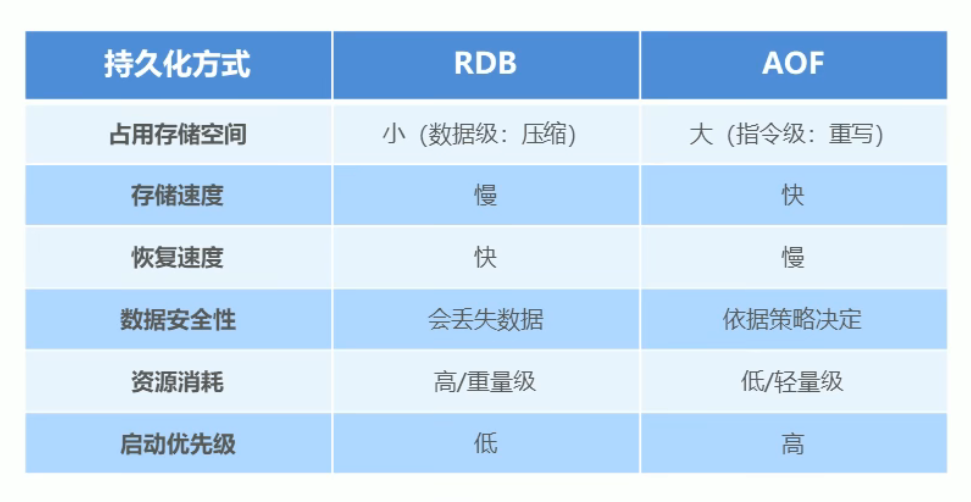 持久化方式 RDB AOF
占用存储空间 小（数据级：压缩） 大（指令级：重写）
存储速度 慢 快
恢复速度 快 慢
数据安全性 会丢失数据 依据策略决定
资源消耗 高/重量级 低/轻量级
启动优先级 低 高